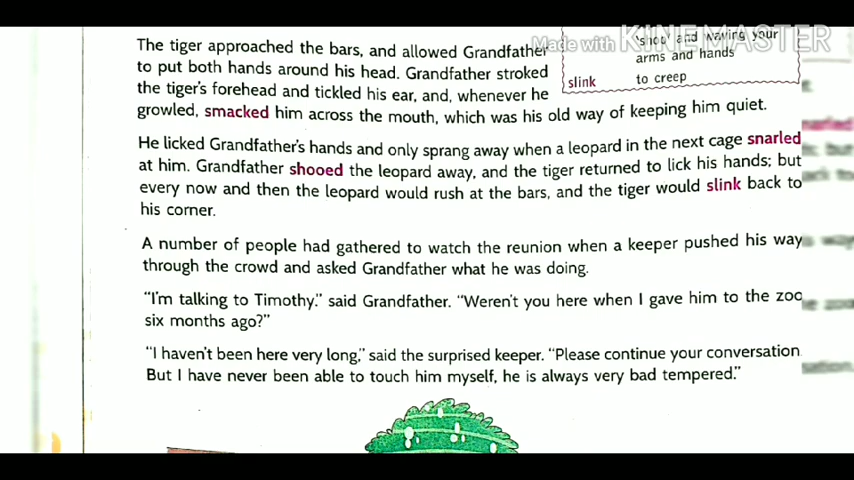 The tiger approached the bars, and allowed Grandfather
to put both hands around his head. Grandfather stroked
the tiger's forehead and tickled his ear, and, whenever he
growled, smacked him across the mouth, which was his old way of keeping him quiet.
Made with KINEMASTER
'shoo' and waving your
arms and hands
slink to creep
He licked Grandfather's hands and only sprang away when a leopard in the next cage snarled
at him. Grandfather shooed the leopard away, and the tiger returned to lick his hands; but
every now and then the leopard would rush at the bars, and the tiger would slink back to
his corner.
A number of people had gathered to watch the reunion when a keeper pushed his way
through the crowd and asked Grandfather what he was doing.
"I'm talking to Timothy," said Grandfather. "Weren't you here when I gave him to the zoo
six months ago?"
"I haven't been here very long," said the surprised keeper. "Please continue your conversation
But I have never been able to touch him myself, he is always very bad tempered."